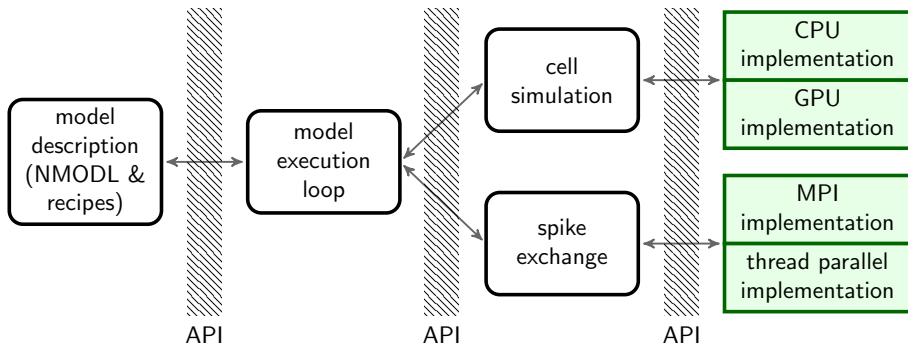 model
description
(NMODL &
recipes)
API
model
execution
loop
API
cell
simulation
spike
exchange
API
CPU
implementation
GPU
implementation
MPI
implementation
thread parallel
implementation